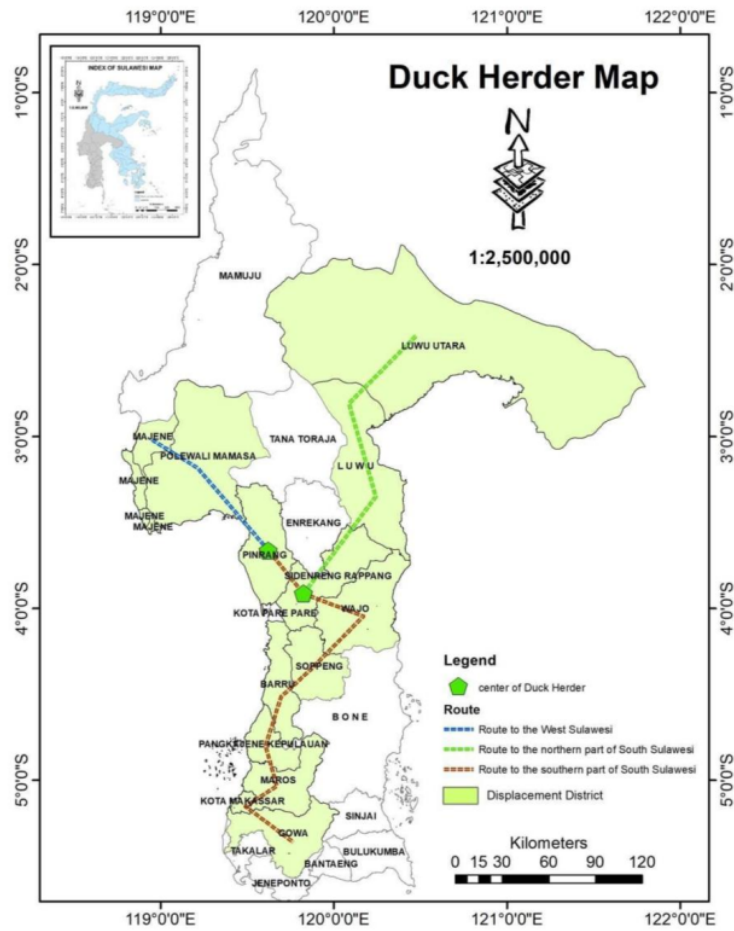 119°0'0"E 120°0'0"E 121°0'0"E 122°0'0"E
INDEX OF SULAWESI MAP
Duck Herder Map
N
1:2,500,000
1°0'0"S 1°0'0"S
2°0'0"S 2°0'0"S
3°0'0"S 3°0'0"S
4°0'0"S 4°0'0"S
5°0'0"S 5°0'0"S
MAMUJU
LUWU UTARA
MAJENE
TANA TORAJA
POLEWALI MAMASA
LUWU
MAJENE
MAJENE
MAJENE
ENREKANG
PINRANG
SIDENRENG RAPPANG
KOTA PARE PARE
WAJO
SOPPENG
BARRU
BONE
PANGKAJENE KEPULAUAN
MAROS
KOTA MAKASSAR
SINJAI
GOWA
TAKALAR
BULUKUMBA
BANTAENG
JENEPONTO
Legend
center of Duck Herder
Route
Route to the West Sulawesi
Route to the northern part of South Sulawesi
Route to the southern part of South Sulawesi
Displacement District
Kilometers
0 15 30 60 90 120
119°0'0"E 120°0'0"E 121°0'0"E 122°0'0"E